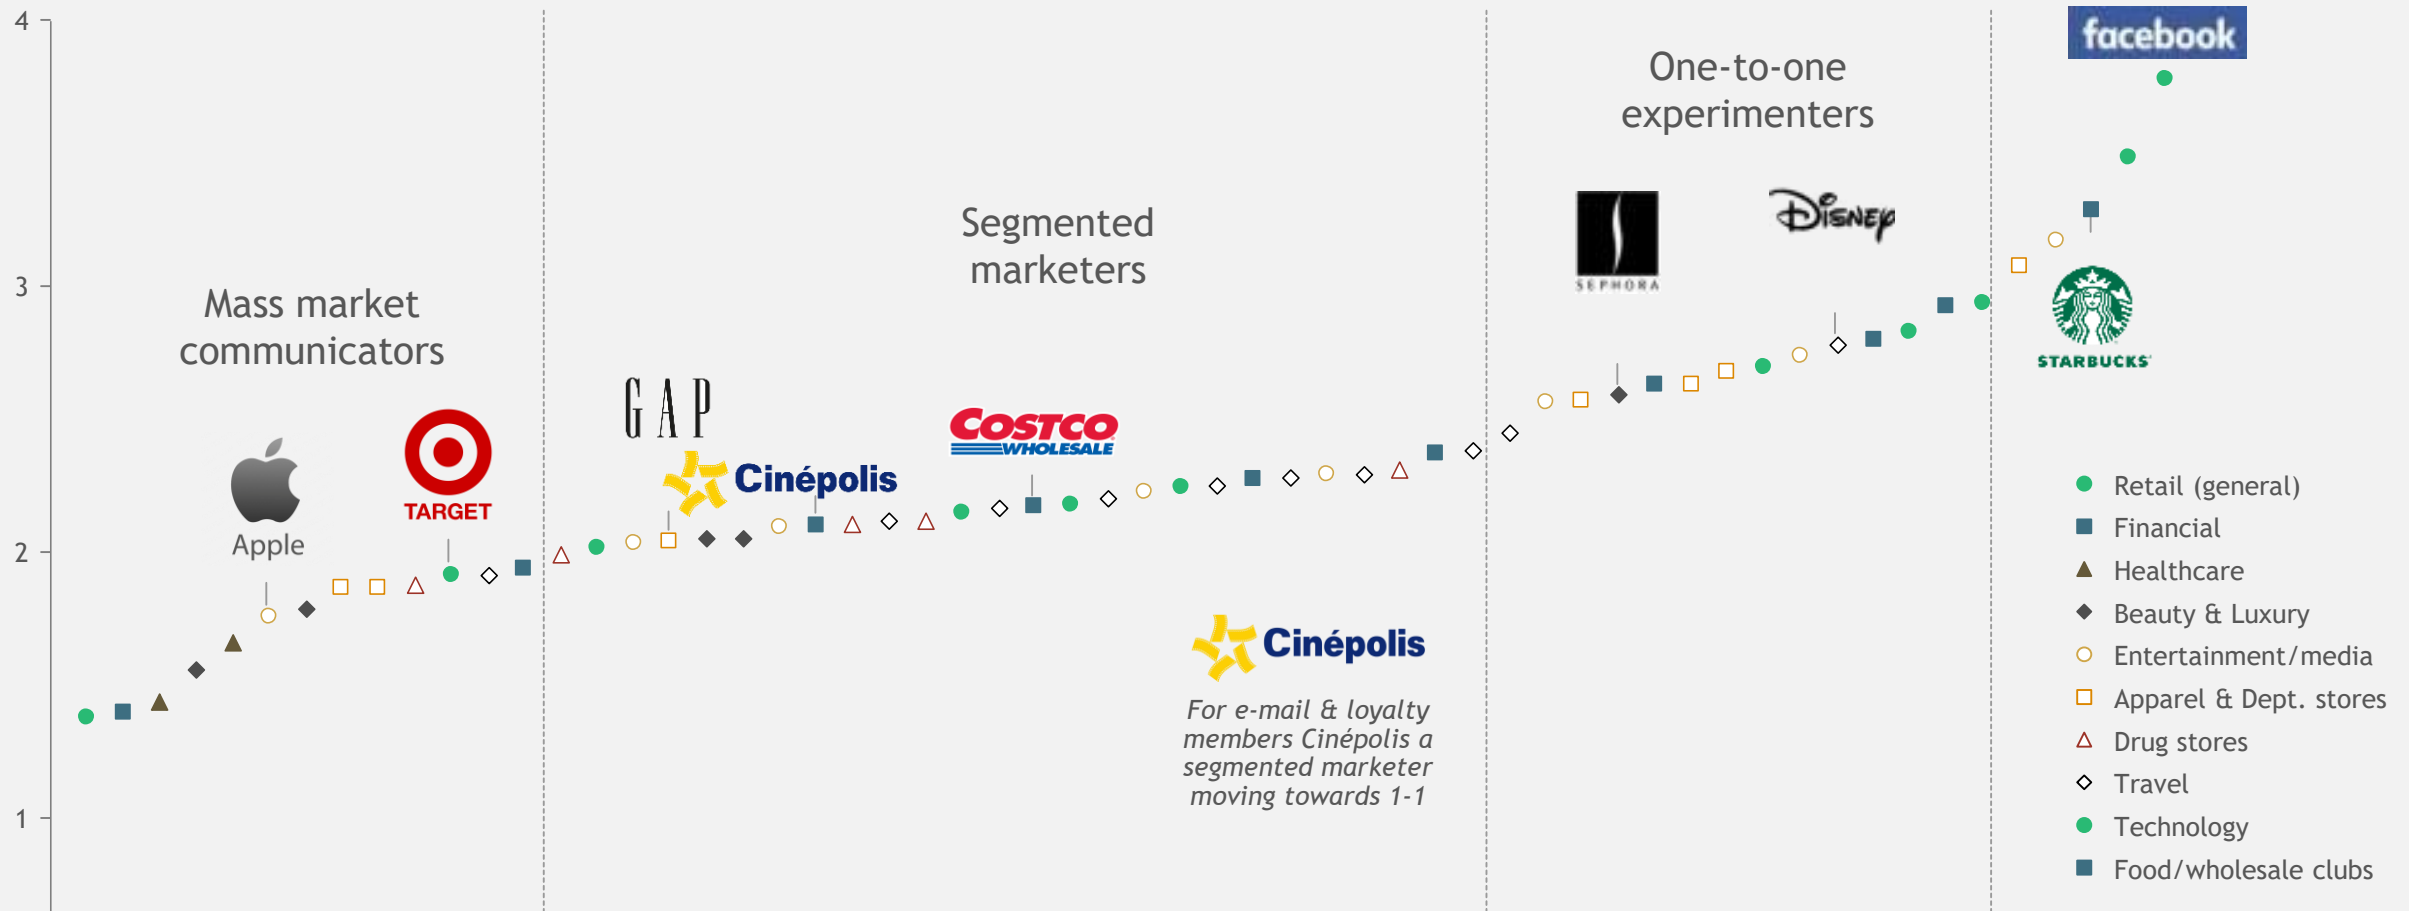 4
3
2
1
Mass market
communicators
Apple
TARGET
Segmented
marketers
GAP
Cinépolis
COSTCO
WHOLESALE
Cinépolis
For e-mail & loyalty
members Cinépolis a
segmented marketer
moving towards 1-1
One-to-one
experimenters
SEPHORA
Disney
facebook
STARBUCKS
Retail (general)
Financial
Healthcare
Beauty & Luxury
Entertainment/media
Apparel & Dept. stores
Drug stores
Travel
Technology
Food/wholesale clubs